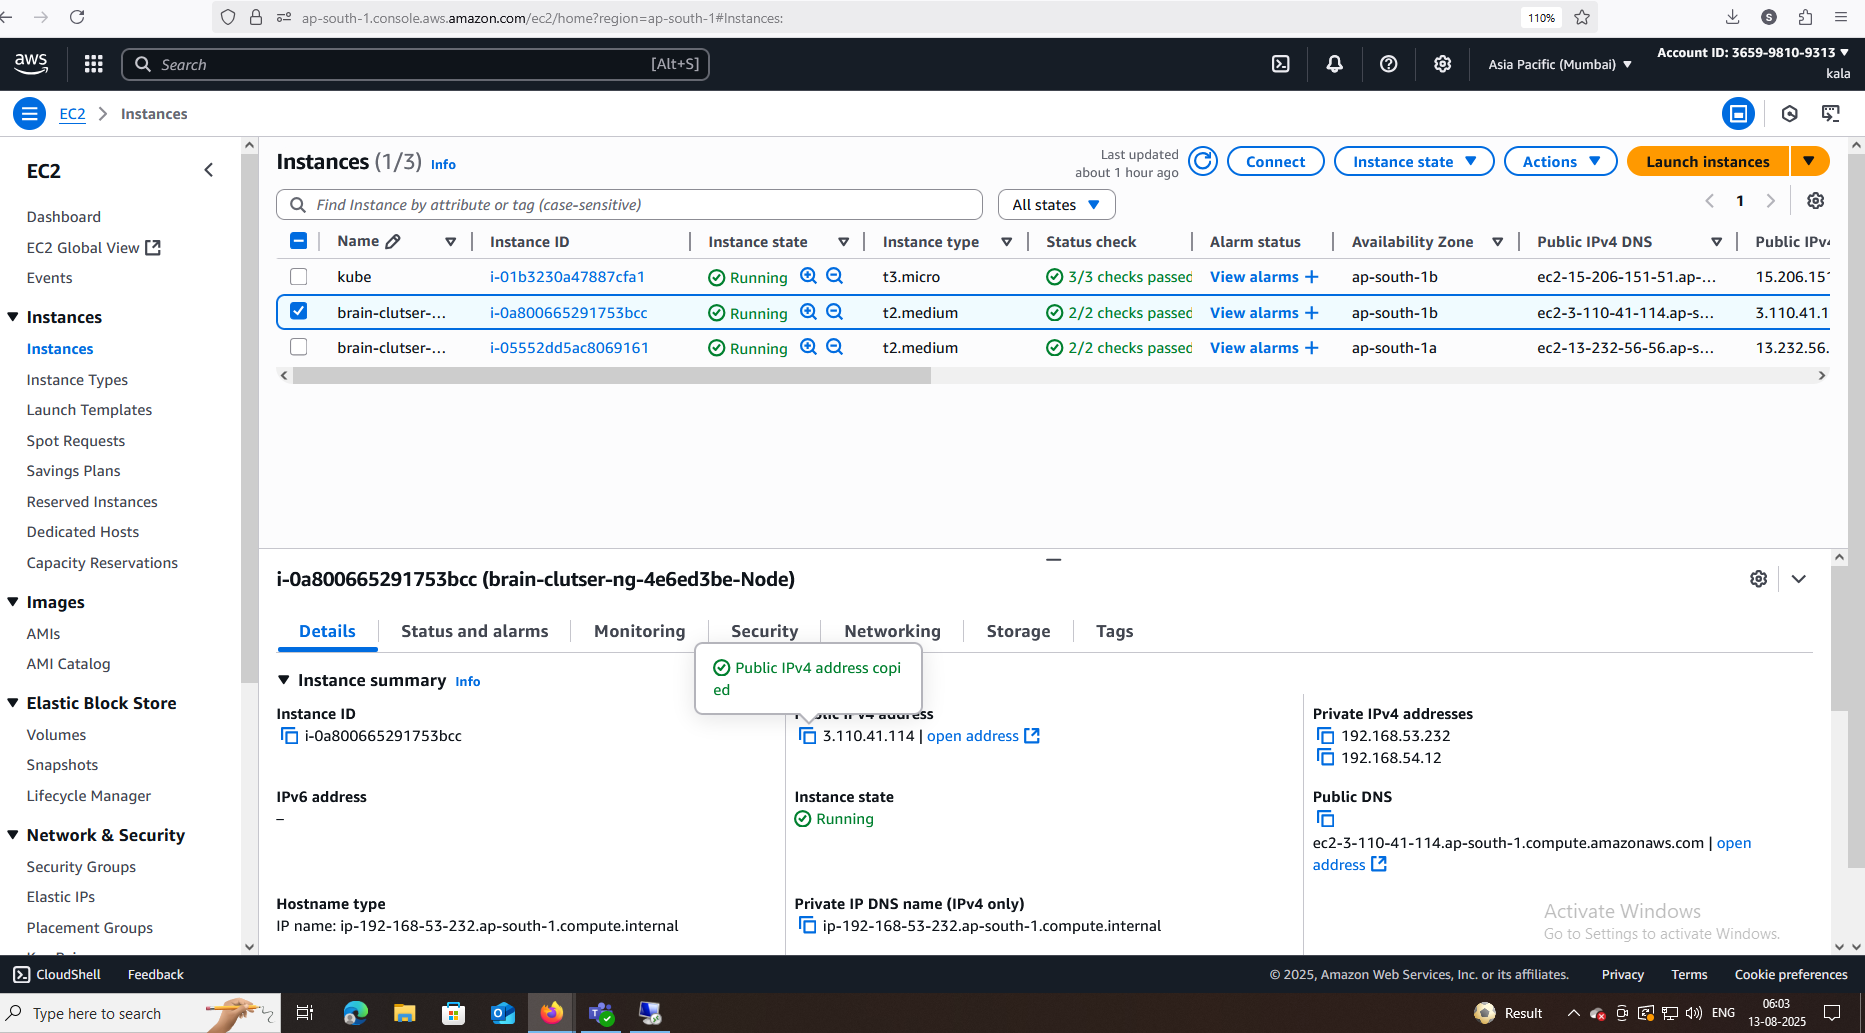 ap-south-1.console.aws.amazon.com/ec2/home?region=ap-south-1#Instances:
110%
S
aws
Search
[Alt+S]
Asia Pacific (Mumbai)
Account ID: 3659-9810-9313
kala
EC2
Instances
EC2
Dashboard
EC2 Global View
Events
Instances
Instances
Instance Types
Launch Templates
Spot Requests
Savings Plans
Reserved Instances
Dedicated Hosts
Capacity Reservations
Images
AMIs
AMI Catalog
Elastic Block Store
Volumes
Snapshots
Lifecycle Manager
Network & Security
Security Groups
Elastic IPs
Placement Groups
Instances (1/3) Info
Last updated
about 1 hour ago
Connect
Instance state
Actions
Launch instances
Find Instance by attribute or tag (case-sensitive)
All states
1
Name Instance ID Instance state Instance type Status check Alarm status Availability Zone Public IPv4 DNS Public IPv4
kube i-01b3230a47887cfa1 Running t3.micro 3/3 checks passed View alarms ap-south-1b ec2-15-206-151-51.ap-... 15.206.151
brain-clutser-... i-0a800665291753bcc Running t2.medium 2/2 checks passed View alarms ap-south-1b ec2-3-110-41-114.ap-s... 3.110.41.1
brain-clutser-... i-05552dd5ac8069161 Running t2.medium 2/2 checks passed View alarms ap-south-1a ec2-13-232-56-56.ap-s... 13.232.56.
i-0a800665291753bcc (brain-clutser-ng-4e6ed3be-Node)
Details Status and alarms Monitoring Security Networking Storage Tags
Public IPv4 address copi
ed
Instance summary Info
Instance ID
i-0a800665291753bcc
Public IPv4 address
3.110.41.114 | open address
Private IPv4 addresses
192.168.53.232
192.168.54.12
IPv6 address
–
Instance state
Running
Public DNS
ec2-3-110-41-114.ap-south-1.compute.amazonaws.com | open
address
Hostname type
IP name: ip-192-168-53-232.ap-south-1.compute.internal
Private IP DNS name (IPv4 only)
ip-192-168-53-232.ap-south-1.compute.internal
Activate Windows
Go to Settings to activate Windows.
CloudShell
Feedback
© 2025, Amazon Web Services, Inc. or its affiliates.
Privacy
Terms
Cookie preferences
Type here to search
Result
ENG
06:03
13-08-2025